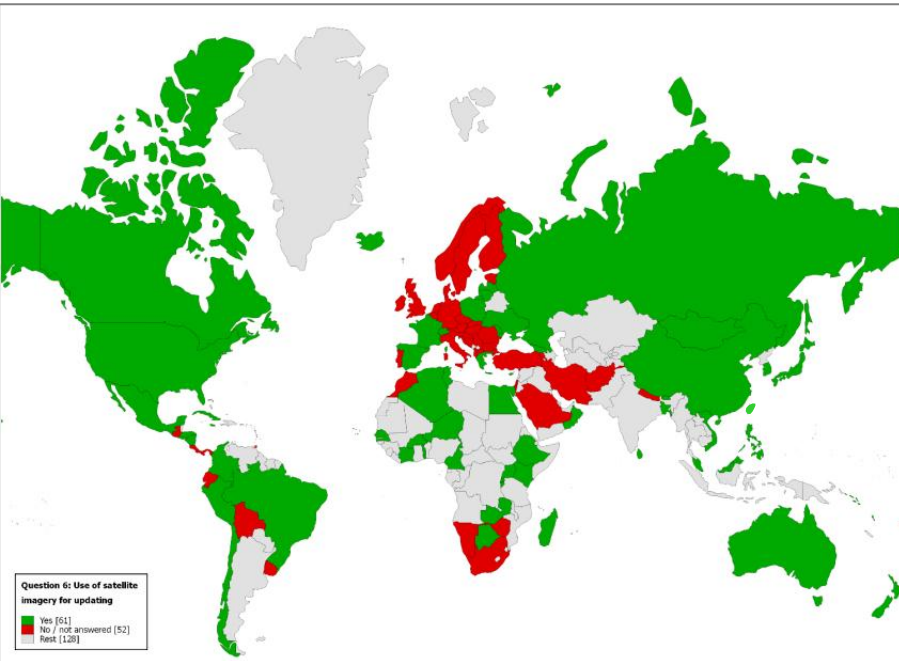 Question 6: Use of satellite
imagery for updating
Yes [61]
No / not answered [52]
Rest [128]